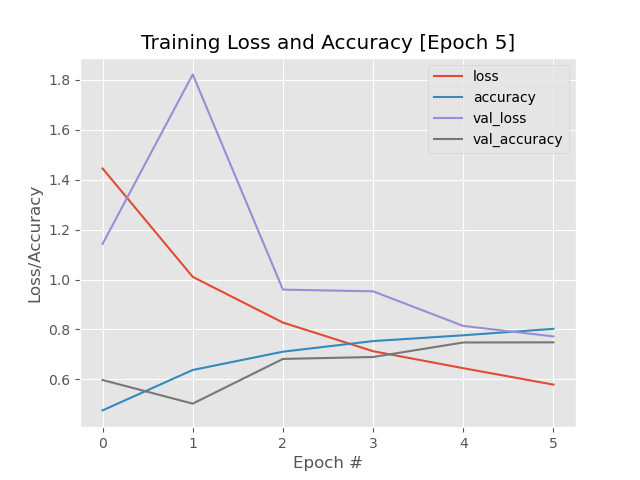 Training Loss and Accuracy [Epoch 5]
loss
accuracy
val_loss
val_accuracy
Loss/Accuracy
1.8
1.6
1.4
1.2
1.0
0.8
0.6
0 1 2 3 4 5
Epoch #